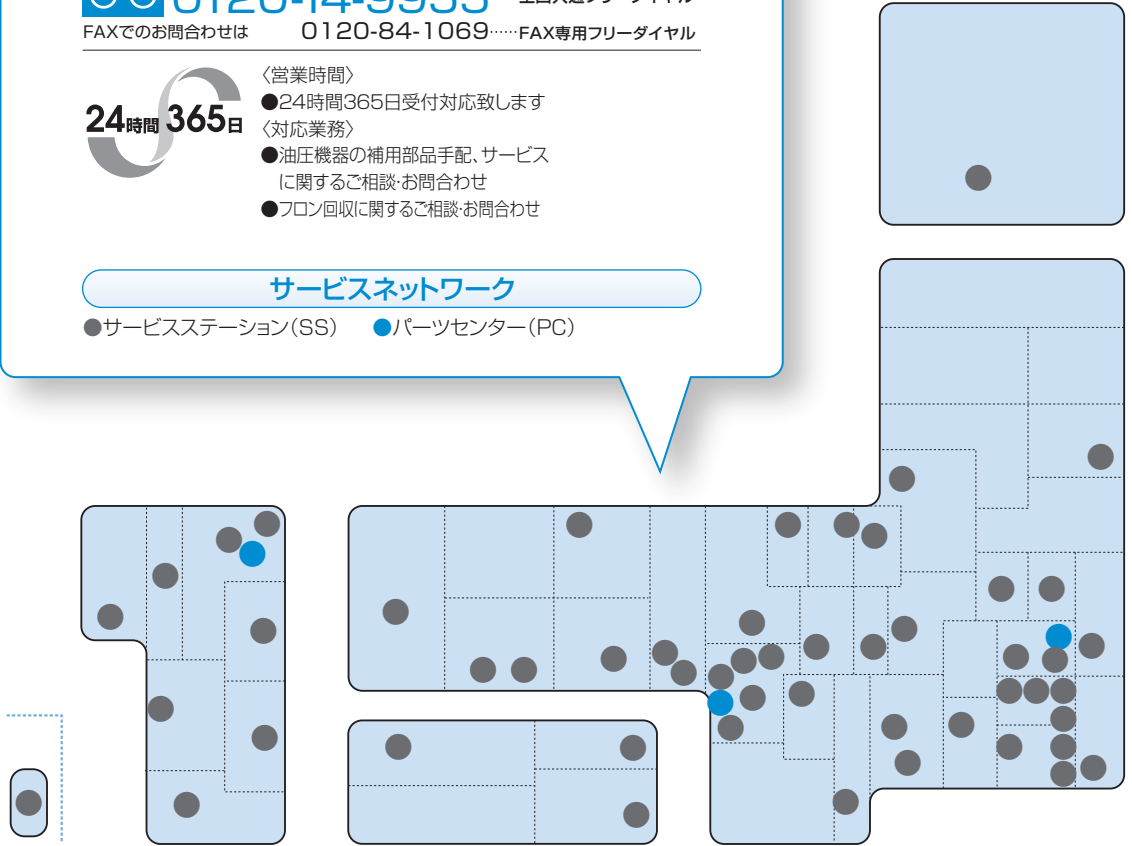 0120-14-9955
FAXでのお問合わせは 0120-84-1069……FAX専用フリーダイヤル
24時間 365日
〈営業時間〉
●24時間365日受付対応致します
〈対応業務〉
●油圧機器の補用部品手配、サービス
に関するご相談・お問合わせ
●フロン回収に関するご相談・お問合わせ
サービスネットワーク
●サービスステーション(SS) ●パーツセンター(PC)